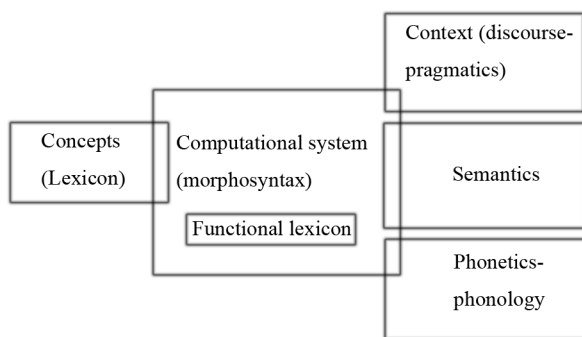 Context (discourse-
pragmatics)
Concepts
(Lexicon)
Computational system
(morphosyntax)
Functional lexicon
Semantics
Phonetics-
phonology